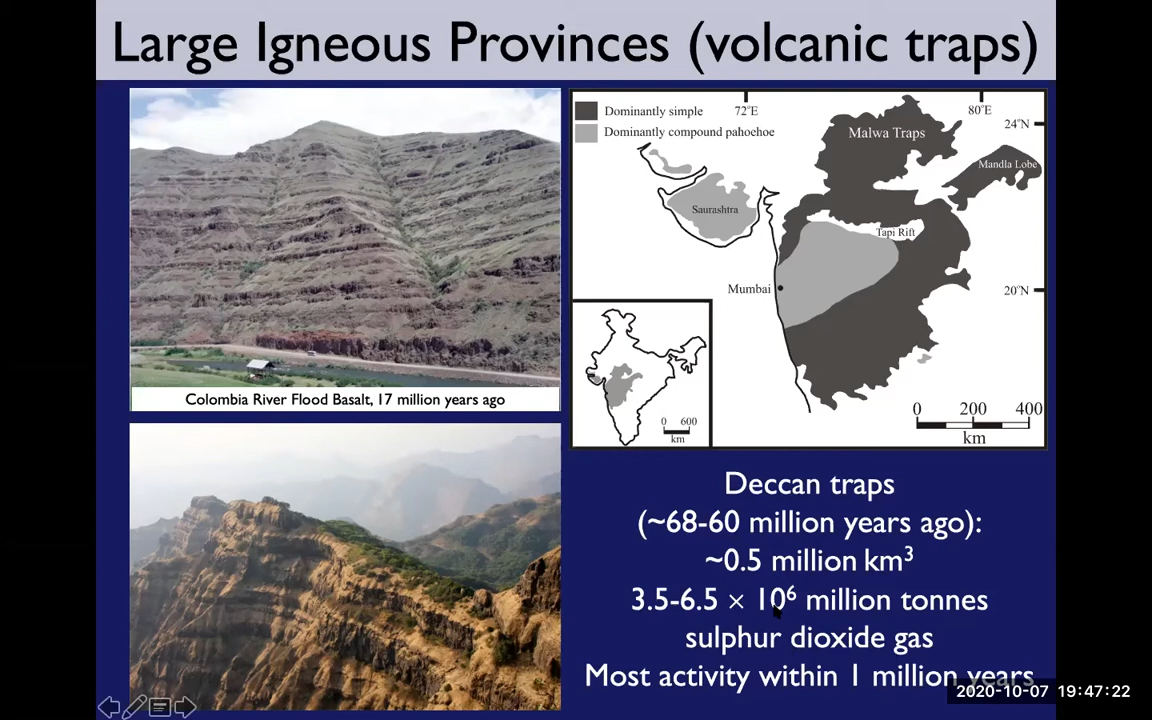 Large Igneous Provinces (volcanic traps)
Colombia River Flood Basalt, 17 million years ago
Dominantly simple
Dominantly compound pahoehoe
72°E
80°E
24°N
Malwa Traps
Mandla Lobe
Saurashtra
Tapi Rift
Mumbai
20°N
0 600
km
0 200 400
km
Deccan traps
(~68-60 million years ago):
~0.5 million km³
3.5-6.5 × 10⁶ million tonnes
sulphur dioxide gas
Most activity within 1 million years
2020-10-07 19:47:22